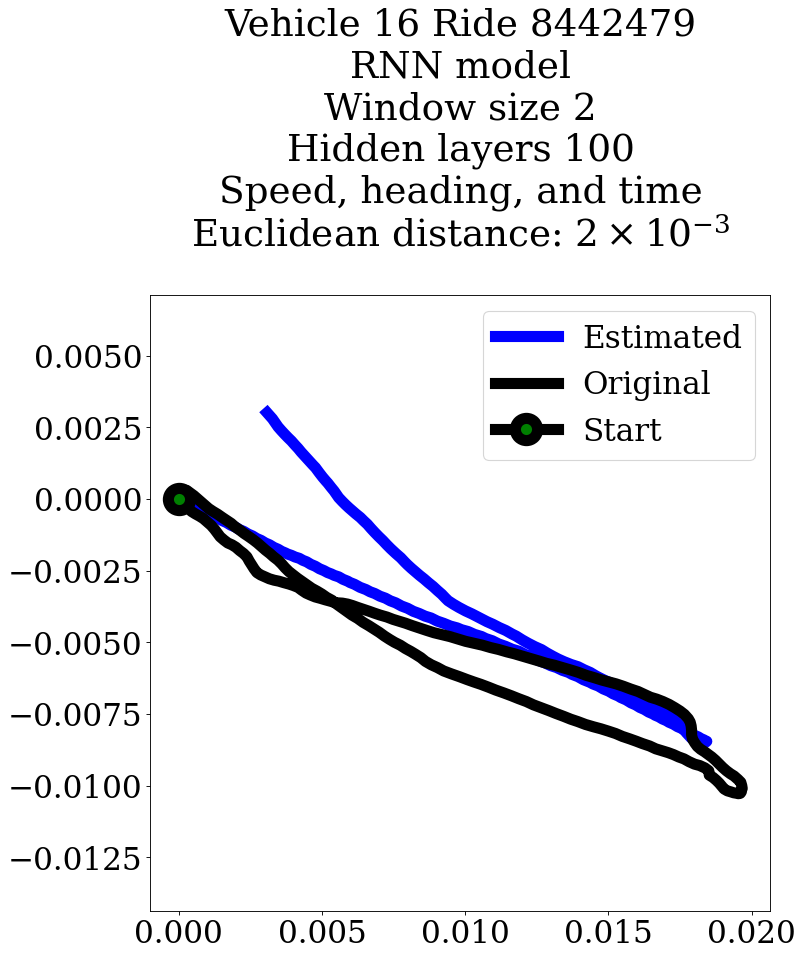 Vehicle 16 Ride 8442479
RNN model
Window size 2
Hidden layers 100
Speed, heading, and time
Euclidean distance: 2 × 10⁻³
Estimated
Original
Start
0.0050
0.0025
0.0000
−0.0025
−0.0050
−0.0075
−0.0100
−0.0125
0.000 0.005 0.010 0.015 0.020